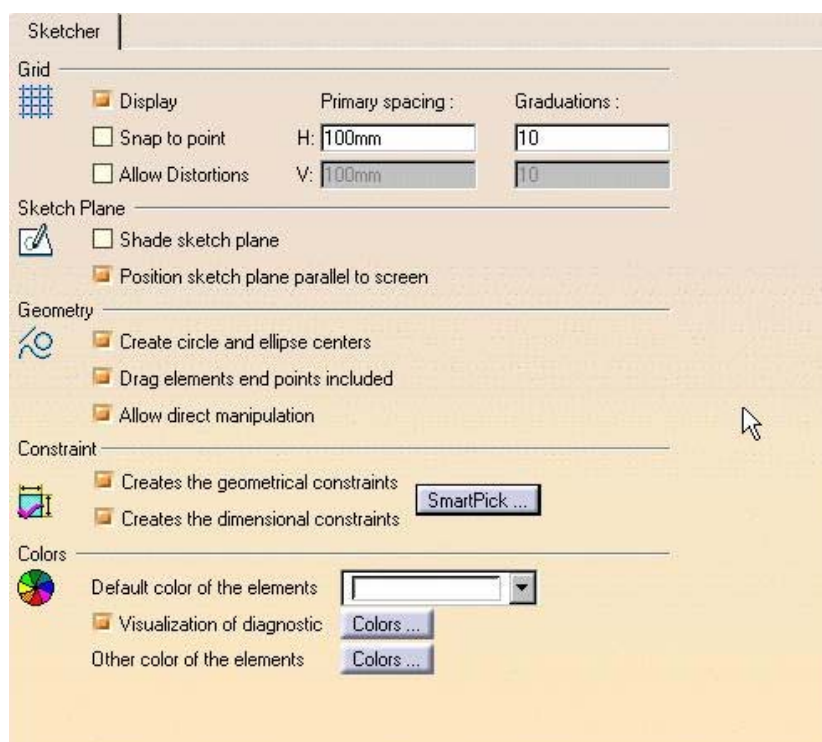 Sketcher
Grid
Display Primary spacing : Graduations :
Snap to point H: 100mm 10
Allow Distortions V: 100mm 10
Sketch Plane
Shade sketch plane
Position sketch plane parallel to screen
Geometry
Create circle and ellipse centers
Drag elements end points included
Allow direct manipulation
Constraint
Creates the geometrical constraints
SmartPick ...
Creates the dimensional constraints
Colors
Default color of the elements
Visualization of diagnostic Colors ...
Other color of the elements Colors ...